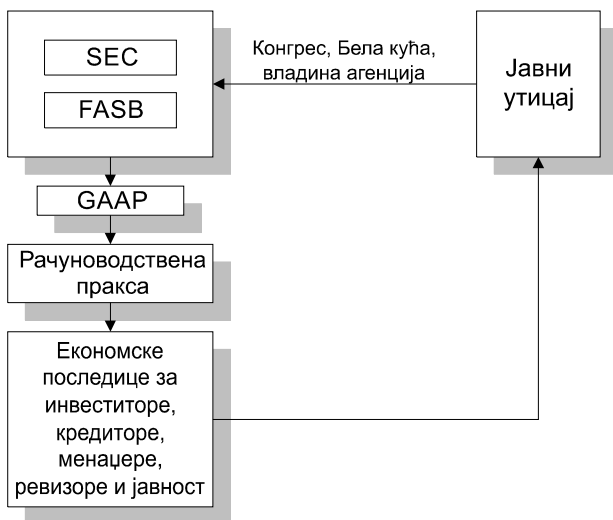 SEC
FASB
Конгрес, Бела кућа,
владина агенција
Јавни
утицај
GAAP
Рачуноводствена
пракса
Економске
последице за
инвеститоре,
кредиторе,
менаџере,
ревизоре и јавност